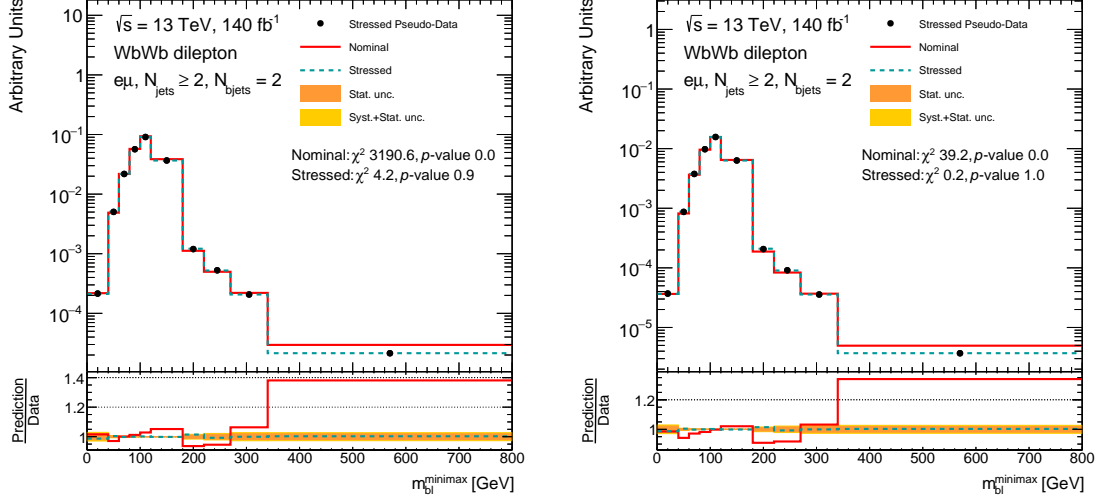 √s = 13 TeV, 140 fb⁻¹
WbWb dilepton
eμ, N_jets ≥ 2, N_bjets = 2
Stressed Pseudo-Data
Nominal
Stressed
Stat. unc.
Syst.+Stat. unc.
Nominal: χ² 3190.6, p-value 0.0
Stressed: χ² 4.2, p-value 0.9
Arbitrary Units
10
1
10⁻¹
10⁻²
10⁻³
10⁻⁴
Prediction
Data
1.4
1.2
1
0 100 200 300 400 500 600 700 800
m_bl^minimax [GeV]
√s = 13 TeV, 140 fb⁻¹
WbWb dilepton
eμ, N_jets ≥ 2, N_bjets = 2
Stressed Pseudo-Data
Nominal
Stressed
Stat. unc.
Syst.+Stat. unc.
Nominal: χ² 39.2, p-value 0.0
Stressed: χ² 0.2, p-value 1.0
Arbitrary Units
1
10⁻¹
10⁻²
10⁻³
10⁻⁴
10⁻⁵
Prediction
Data
1.2
1
0 100 200 300 400 500 600 700 800
m_bl^minimax [GeV]